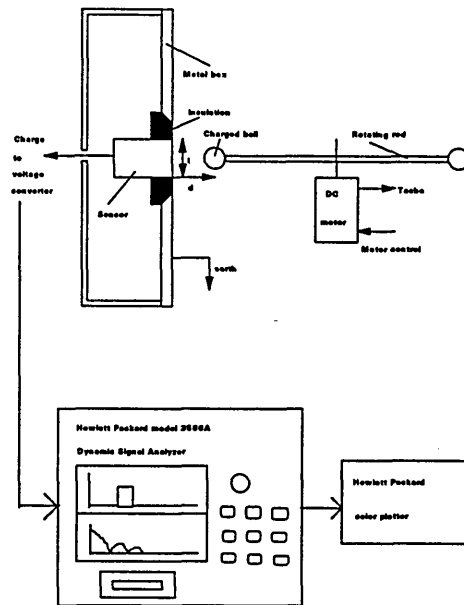 Metal box
Insulation
Charge
to
voltage
converter
Charged ball
Rotating rod
l
d
Sensor
DC
motor
Tacho
Motor control
earth
Hewlett Packard model 3566A
Dynamic Signal Analyzer
Hewlett Packard
color plotter